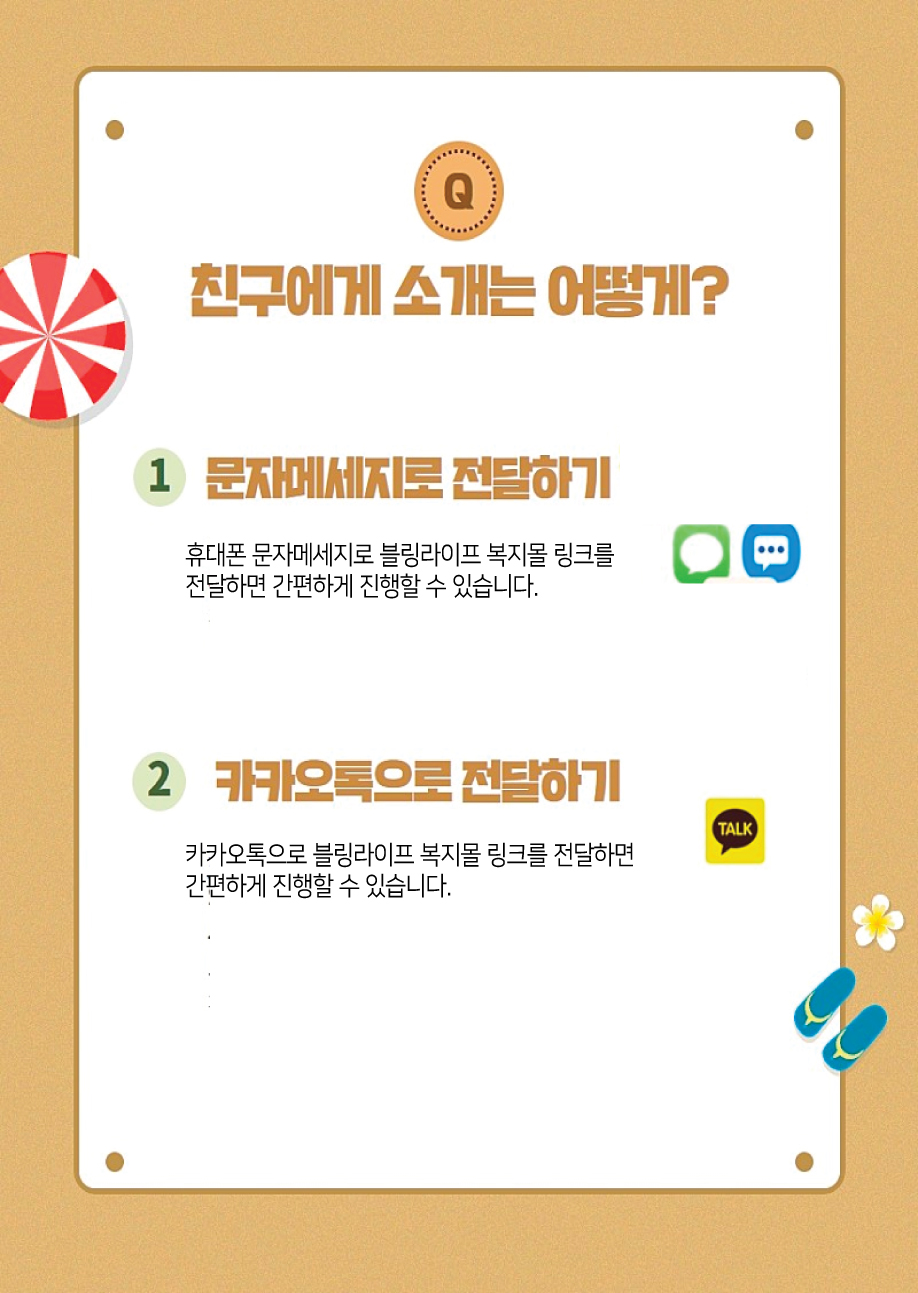 Q
친구에게 소개는 어떻게?
1 문자메세지로 전달하기
휴대폰 문자메세지로 블링라이프 복지몰 링크를
전달하면 간편하게 진행할 수 있습니다.
2 카카오톡으로 전달하기
TALK
카카오톡으로 블링라이프 복지몰 링크를 전달하면
간편하게 진행할 수 있습니다.